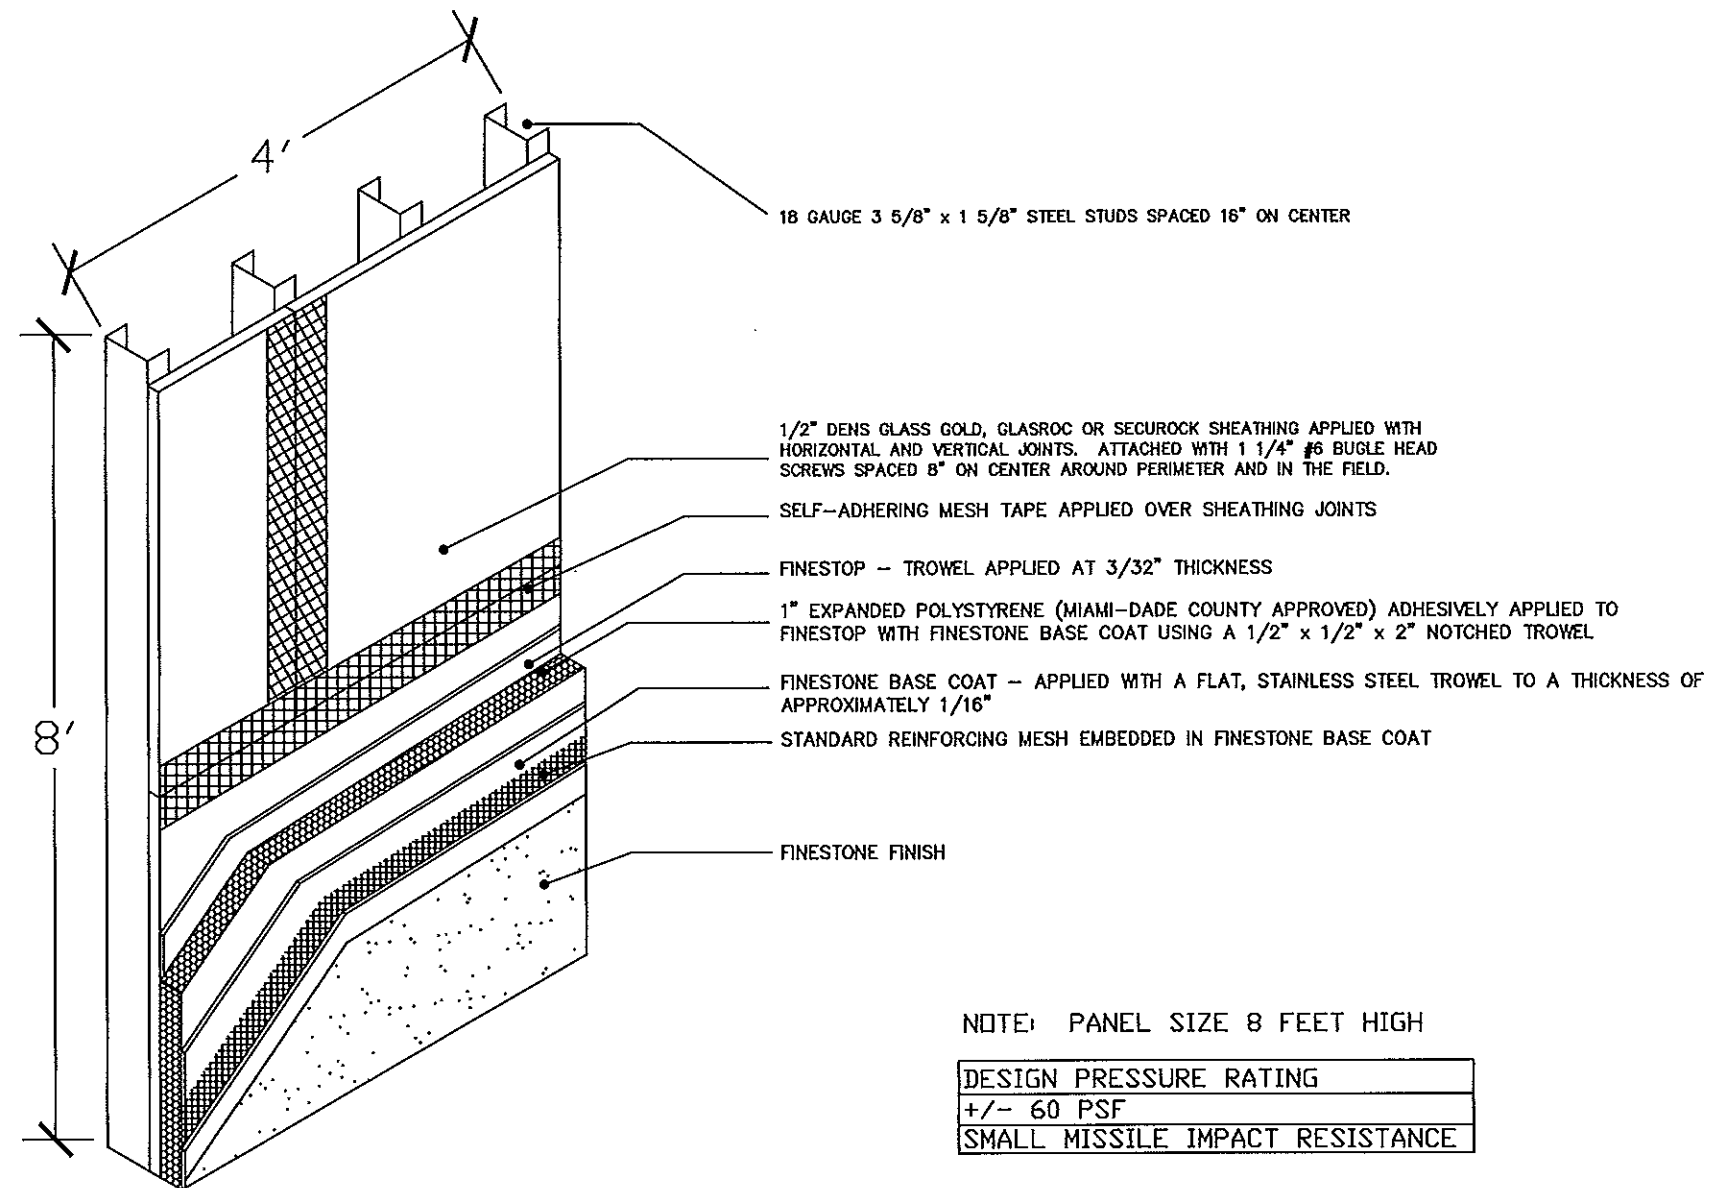 4'
18 GAUGE 3 5/8" x 1 5/8" STEEL STUDS SPACED 16" ON CENTER
1/2" DENS GLASS GOLD, GLASROC OR SECUROCK SHEATHING APPLIED WITH
HORIZONTAL AND VERTICAL JOINTS. ATTACHED WITH 1 1/4" #6 BUGLE HEAD
SCREWS SPACED 8" ON CENTER AROUND PERIMETER AND IN THE FIELD.
SELF-ADHERING MESH TAPE APPLIED OVER SHEATHING JOINTS
FINESTOP - TROWEL APPLIED AT 3/32" THICKNESS
1" EXPANDED POLYSTYRENE (MIAMI-DADE COUNTY APPROVED) ADHESIVELY APPLIED TO
FINESTOP WITH FINESTONE BASE COAT USING A 1/2" x 1/2" x 2" NOTCHED TROWEL
FINESTONE BASE COAT - APPLIED WITH A FLAT, STAINLESS STEEL TROWEL TO A THICKNESS OF
APPROXIMATELY 1/16"
8'
STANDARD REINFORCING MESH EMBEDDED IN FINESTONE BASE COAT
FINESTONE FINISH
NOTE: PANEL SIZE 8 FEET HIGH
DESIGN PRESSURE RATING
+/- 60 PSF
SMALL MISSILE IMPACT RESISTANCE